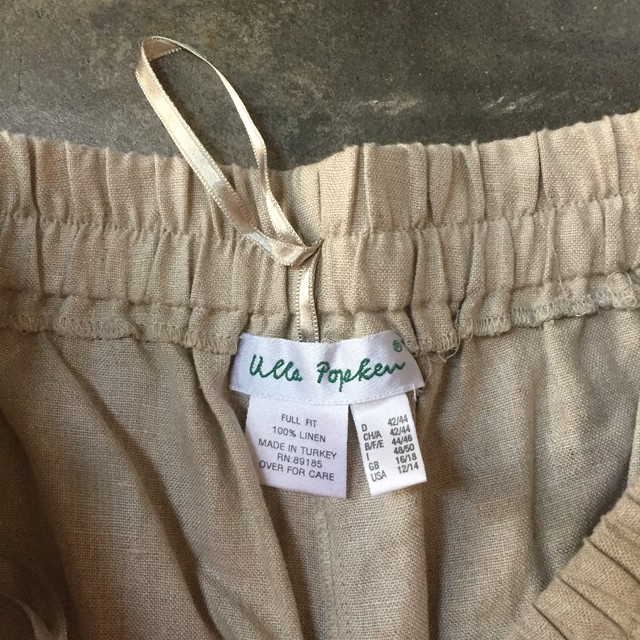 Ulla Popken®
FULL FIT
100% LINEN
MADE IN TURKEY
RN:89185
OVER FOR CARE
D 42/44
CH/A 42/44
B/F/E 44/46
I 48/50
GB 16/18
USA 12/14